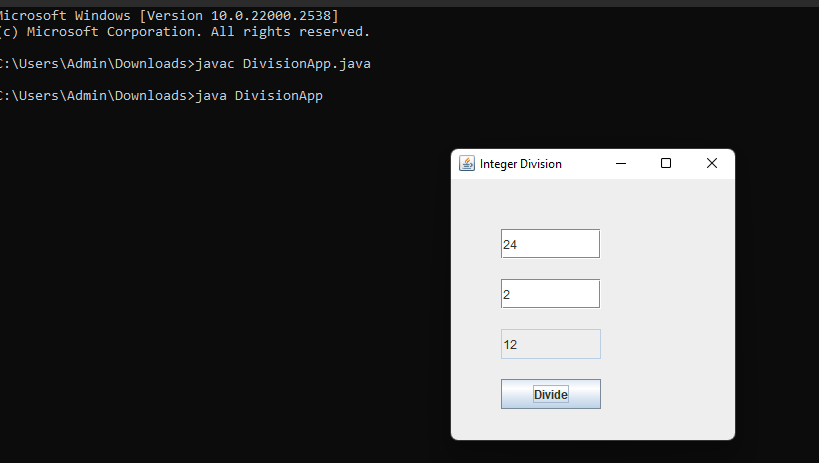 Microsoft Windows [Version 10.0.22000.2538]
(c) Microsoft Corporation. All rights reserved.
C:\Users\Admin\Downloads>javac DivisionApp.java
C:\Users\Admin\Downloads>java DivisionApp
Integer Division
24
2
12
Divide